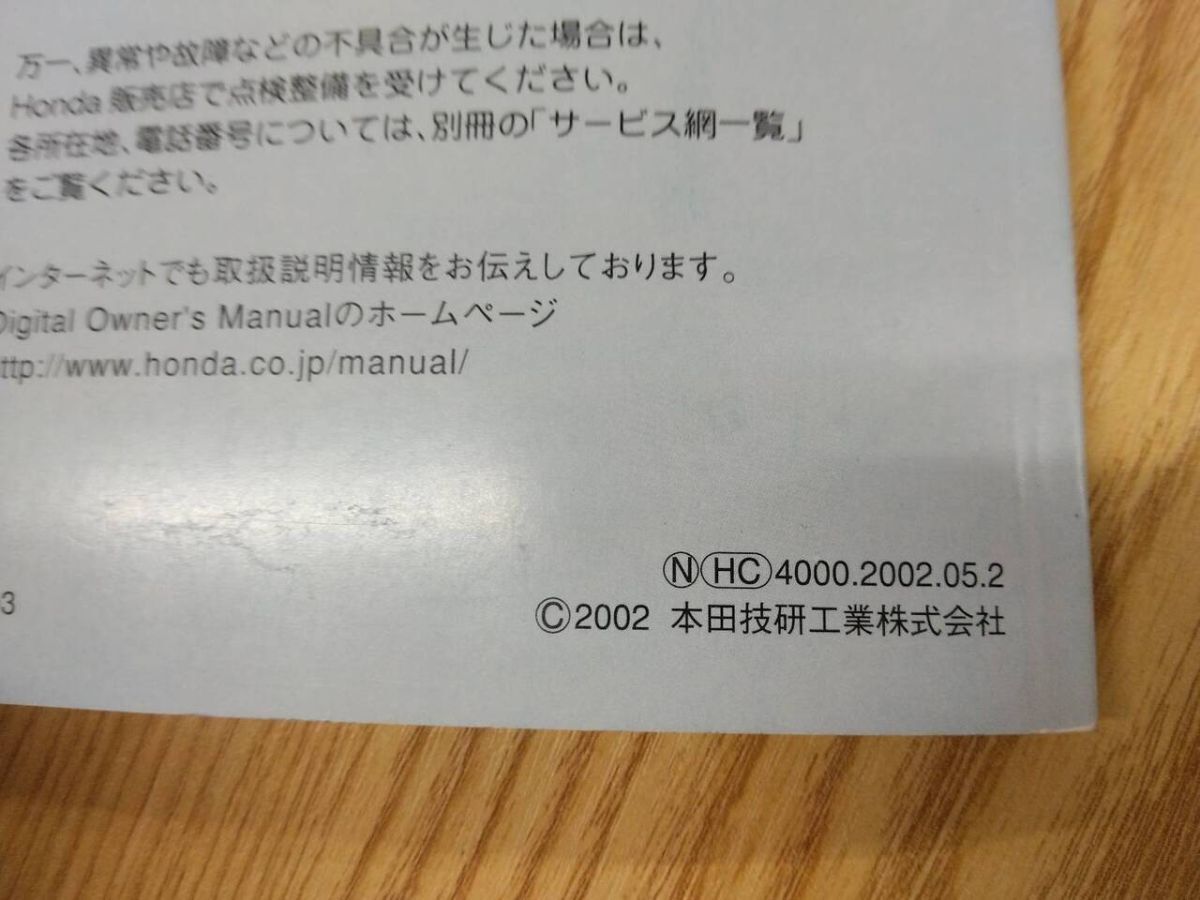 万一、異常や故障などの不具合が生じた場合は、
Honda 販売店で点検整備を受けてください。
各所在地、電話番号については、別冊の「サービス網一覧」
をご覧ください。
インターネットでも取扱説明情報をお伝えしております。
Digital Owner's Manualのホームページ
ttp://www.honda.co.jp/manual/
ⓃHC4000.2002.05.2
3
©2002 本田技研工業株式会社